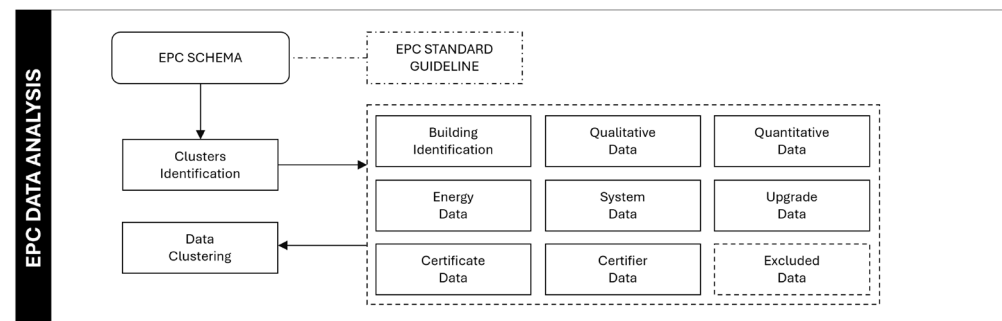 EPC DATA ANALYSIS
EPC SCHEMA
EPC STANDARD
GUIDELINE
Clusters
Identification
Building
Identification
Qualitative
Data
Quantitative
Data
Energy
Data
System
Data
Upgrade
Data
Data
Clustering
Certificate
Data
Certifier
Data
Excluded
Data